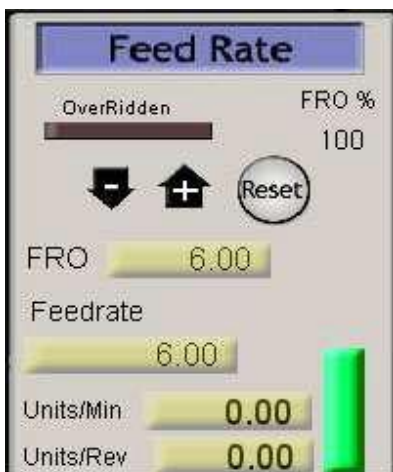 Feed Rate
OverRidden FRO %
100
- + Reset
FRO 6.00
Feedrate
6.00
Units/Min 0.00
Units/Rev 0.00